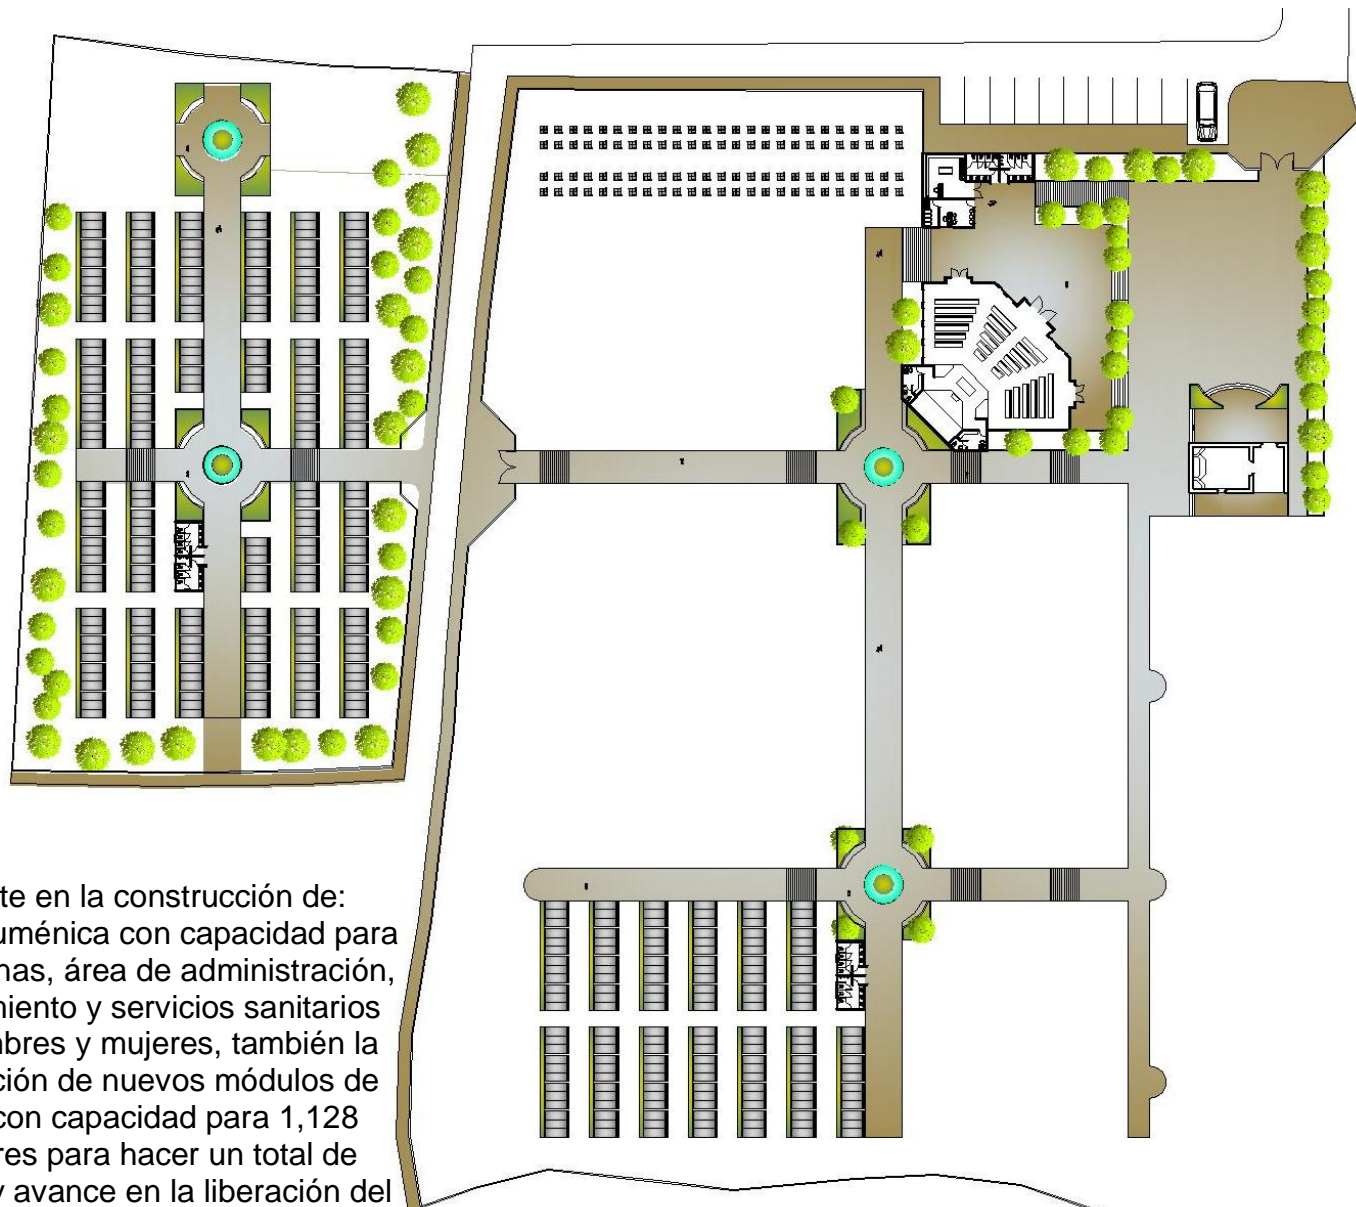 te en la construcción de:
uménica con capacidad para
nas, área de administración,
miento y servicios sanitarios
mbres y mujeres, también la
ción de nuevos módulos de
con capacidad para 1,128
res para hacer un total de
y avance en la liberación del